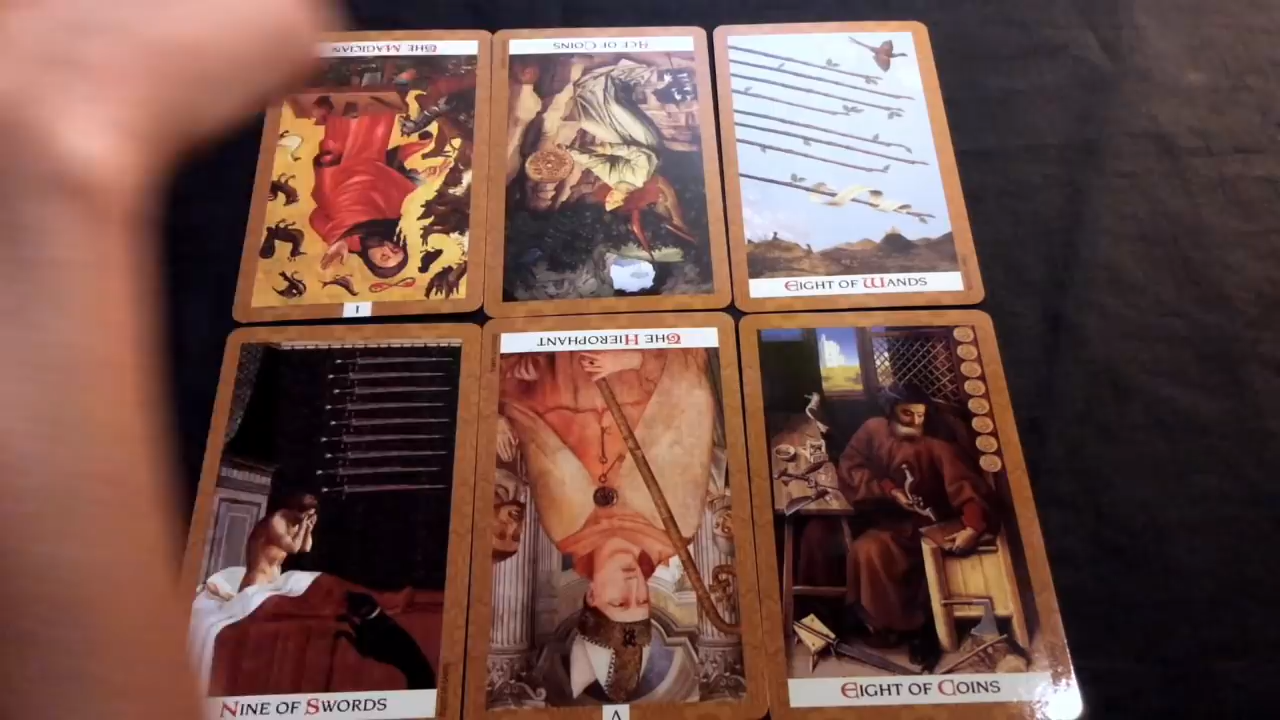 THE MAGICIAN
I
ACE OF COINS
EIGHT OF WANDS
NINE OF SWORDS
THE HIEROPHANT
V
EIGHT OF COINS